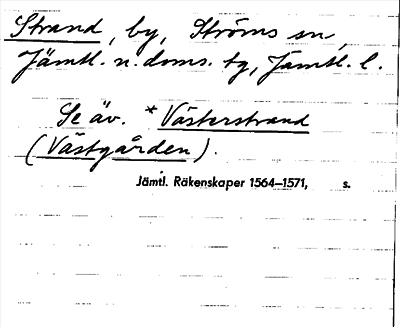 Strand, by, Ströms sn,
Jämtl. n. doms. tg, Jämtl. l.
Se äv. *Västerstrand
(Västgården).
Jämtl. Räkenskaper 1564–1571, s.